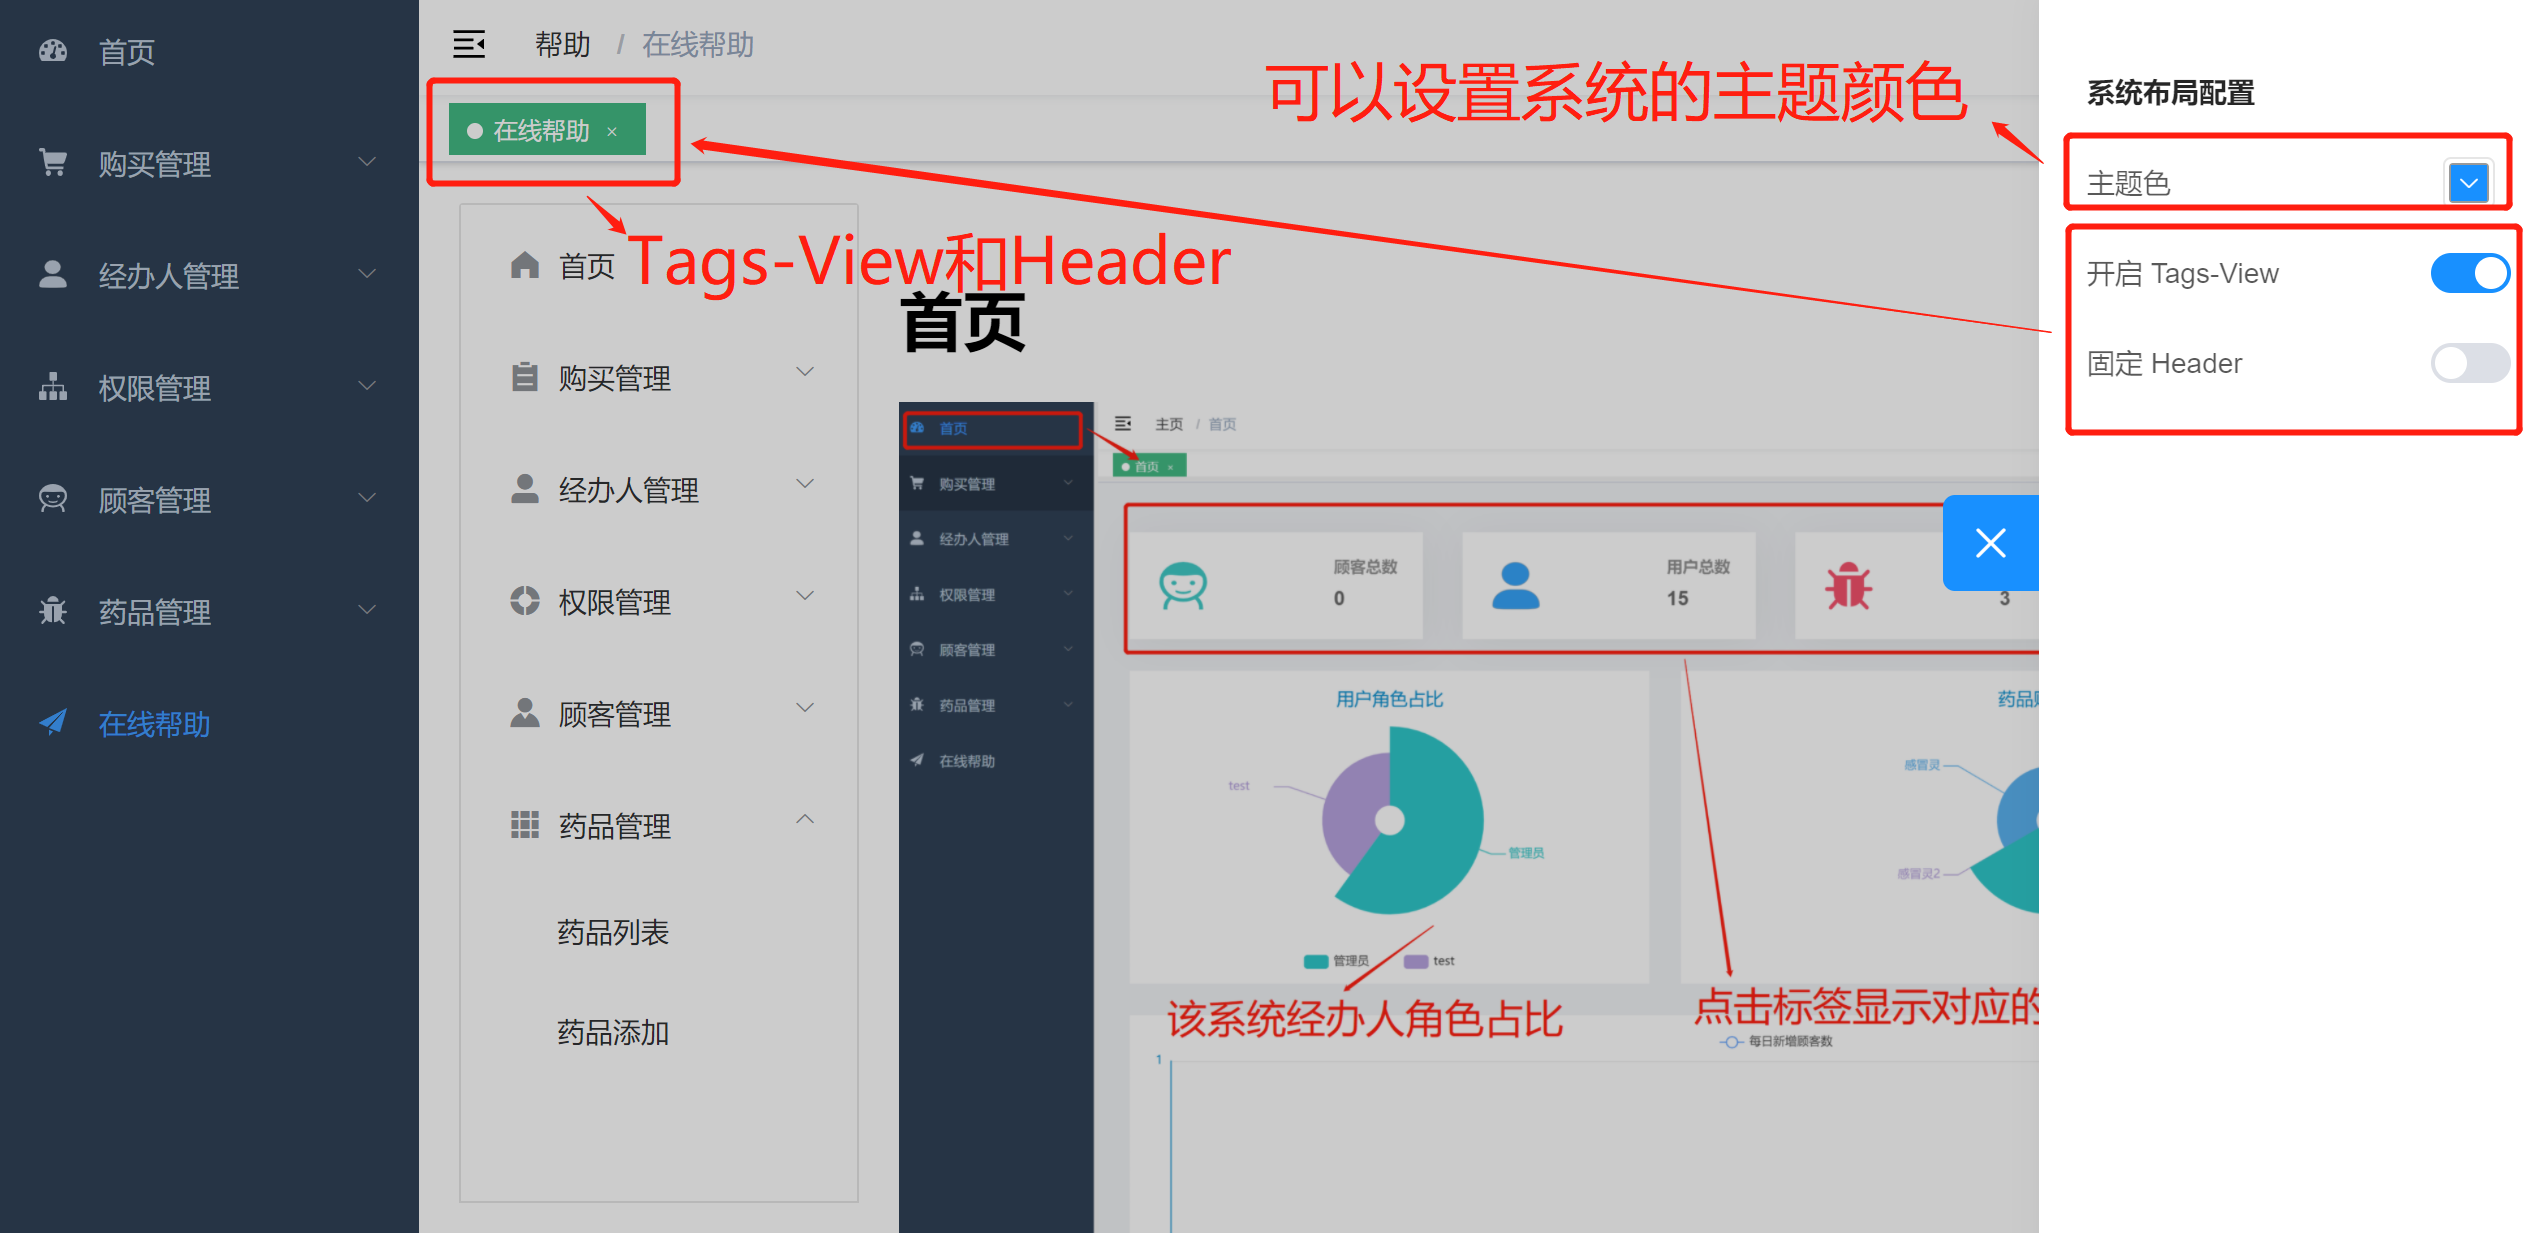 首页
购买管理
经办人管理
权限管理
顾客管理
药品管理
在线帮助
帮助 / 在线帮助
在线帮助 ×
可以设置系统的主题颜色
Tags-View和Header
首页
购买管理
经办人管理
权限管理
顾客管理
药品管理
药品列表
药品添加
首页
首页
购买管理
经办人管理
权限管理
顾客管理
药品管理
在线帮助
主页 / 首页
首页 ×
顾客总数
0
用户总数
15
3
用户角色占比
test
管理员
管理员
test
该系统经办人角色占比
药品
感冒灵
感冒灵2
点击标签显示对应的
每日新增顾客数
1
系统布局配置
主题色
开启 Tags-View
固定 Header